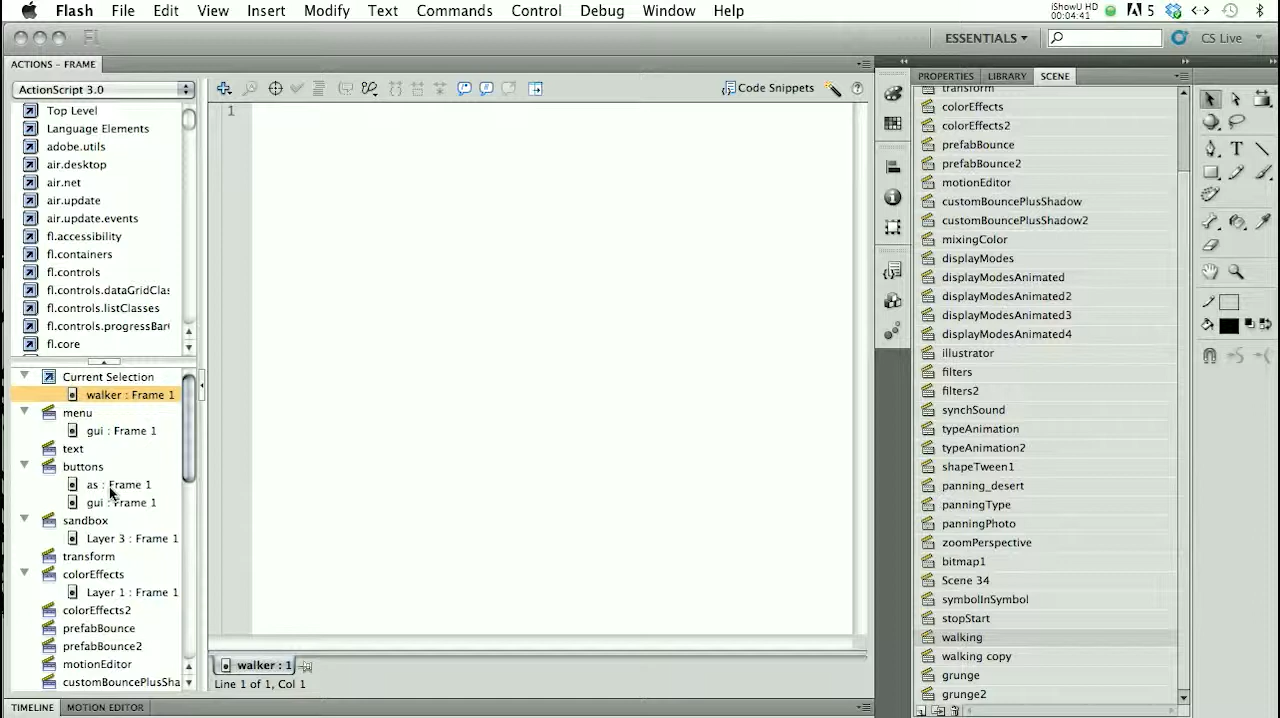 Flash File Edit View Insert Modify Text Commands Control Debug Window Help
iShowU HD
00:04:41
5
Fl
ESSENTIALS
CS Live
ACTIONS – FRAME
ActionScript 3.0
Top Level
Language Elements
adobe.utils
air.desktop
air.net
air.update
air.update.events
fl.accessibility
fl.containers
fl.controls
fl.controls.dataGridClas
fl.controls.listClasses
fl.controls.progressBar
fl.core
Current Selection
walker : Frame 1
menu
gui : Frame 1
text
buttons
as : Frame 1
gui : Frame 1
sandbox
Layer 3 : Frame 1
transform
colorEffects
Layer 1 : Frame 1
colorEffects2
prefabBounce
prefabBounce2
motionEditor
customBouncePlusSha
Code Snippets
1
walker : 1
Line 1 of 1, Col 1
TIMELINE MOTION EDITOR
PROPERTIES LIBRARY SCENE
transform
colorEffects
colorEffects2
prefabBounce
prefabBounce2
motionEditor
customBouncePlusShadow
customBouncePlusShadow2
mixingColor
displayModes
displayModesAnimated
displayModesAnimated2
displayModesAnimated3
displayModesAnimated4
illustrator
filters
filters2
synchSound
typeAnimation
typeAnimation2
shapeTween1
panning_desert
panningType
panningPhoto
zoomPerspective
bitmap1
Scene 34
symbolInSymbol
stopStart
walking
walking copy
grunge
grunge2